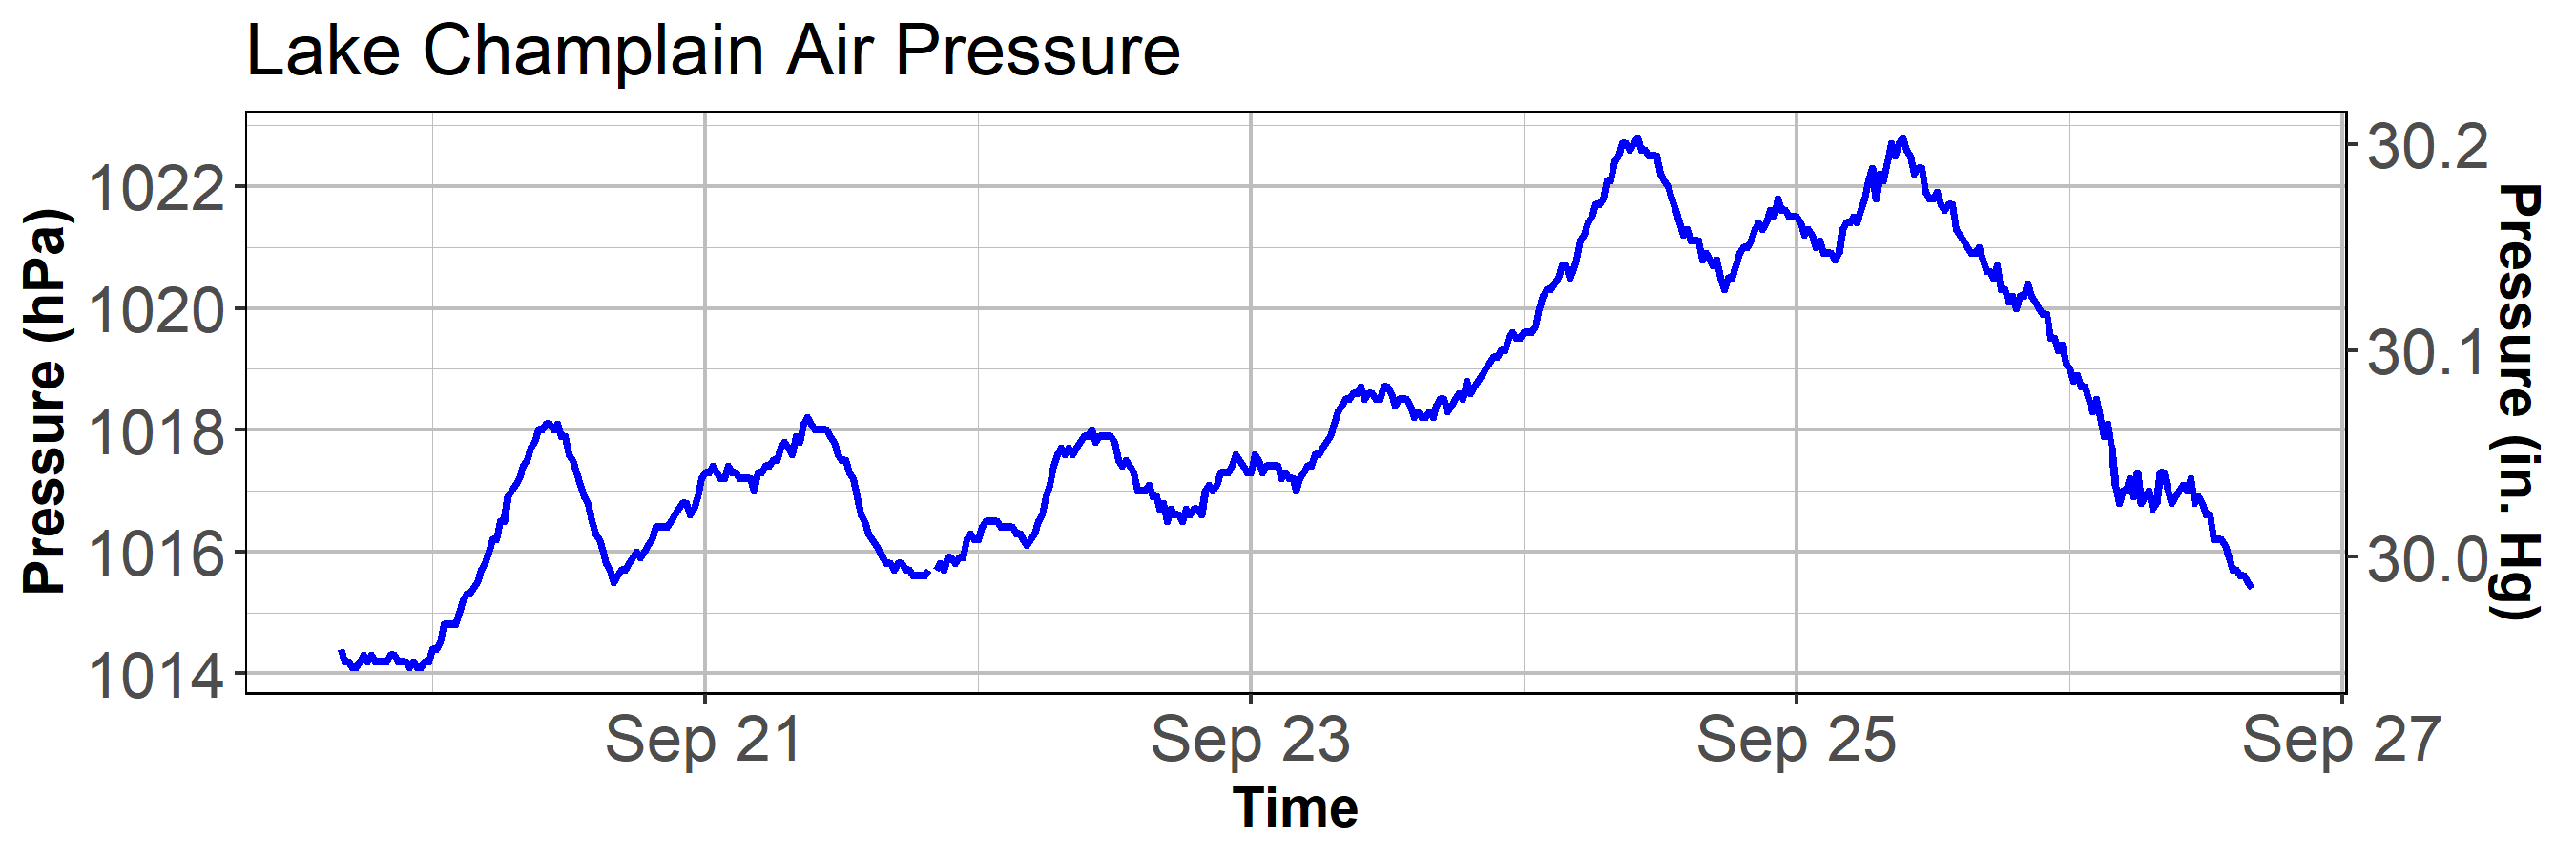 Lake Champlain Air Pressure
Pressure (hPa)
1022
1020
1018
1016
1014
30.2
30.1
30.0
Pressure (in. Hg)
Sep 21
Sep 23
Sep 25
Sep 27
Time